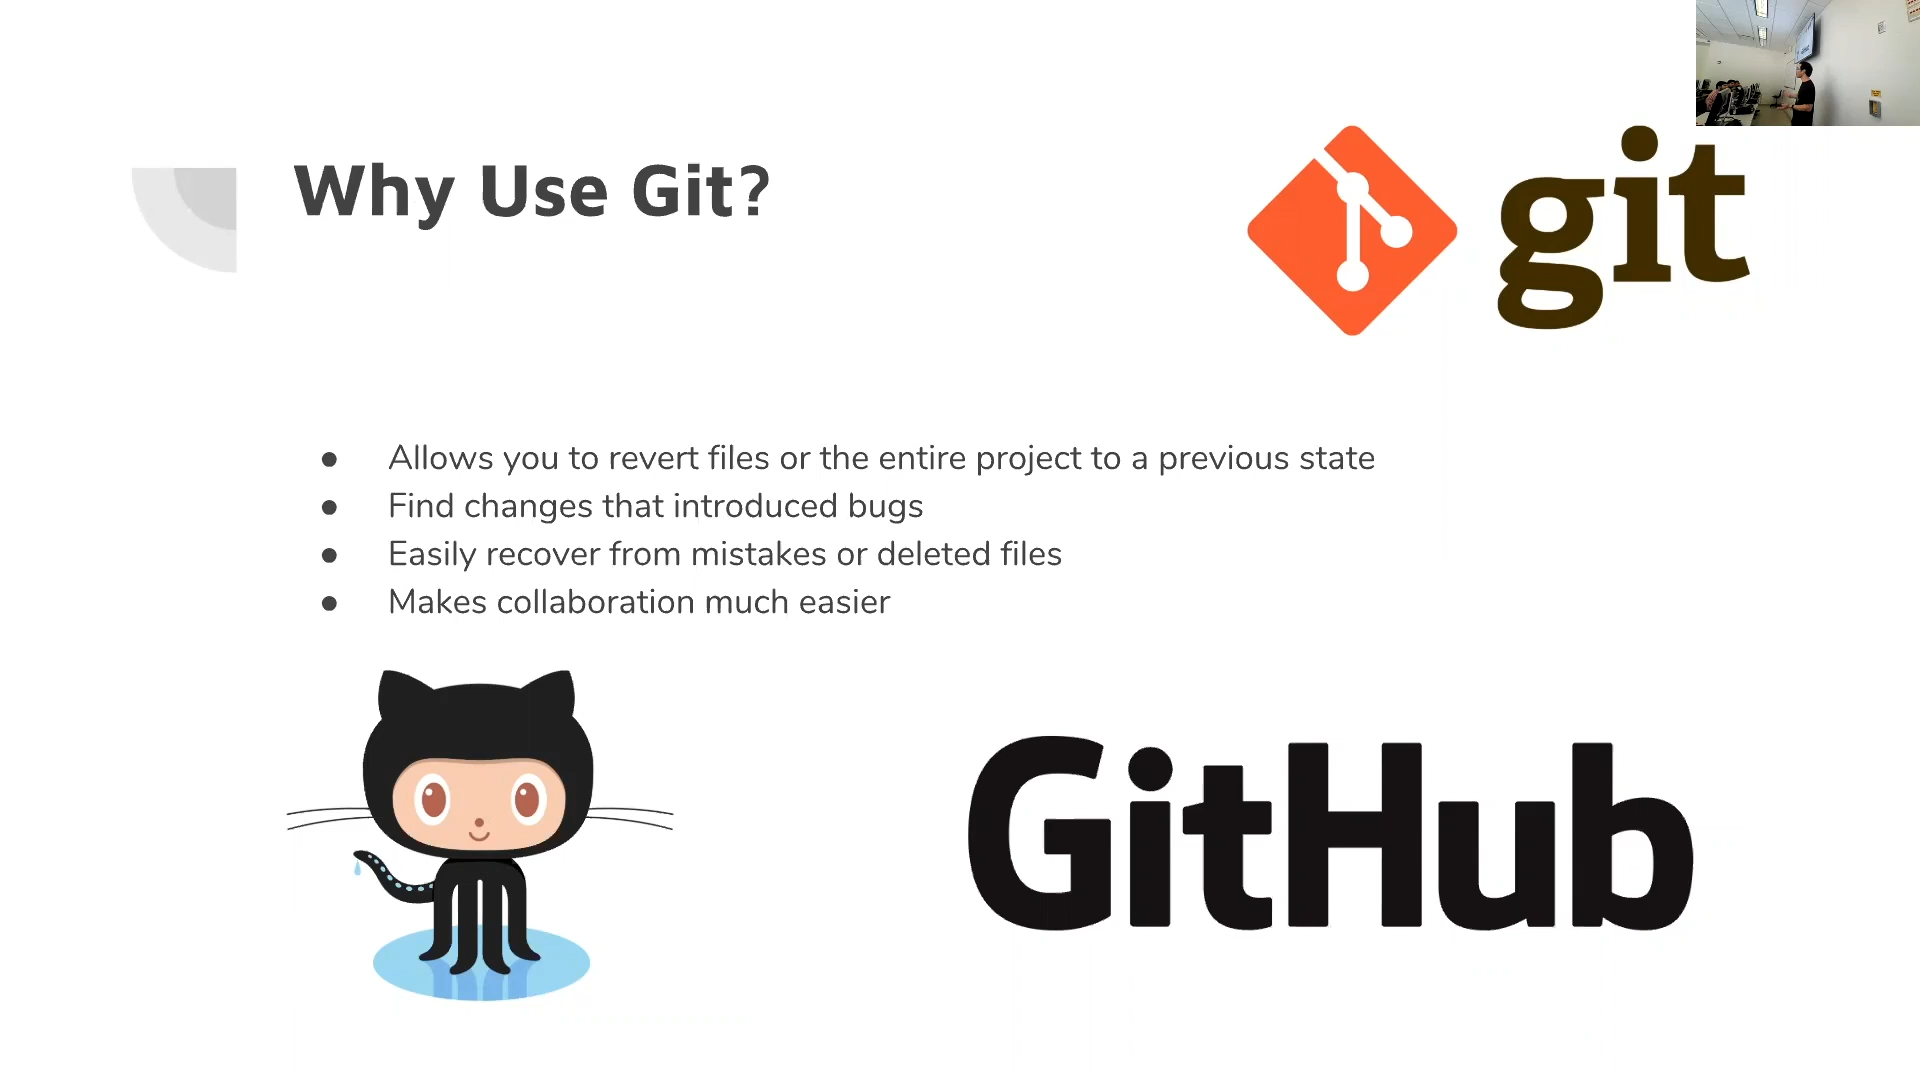 Why Use Git?
git
● Allows you to revert files or the entire project to a previous state
● Find changes that introduced bugs
● Easily recover from mistakes or deleted files
● Makes collaboration much easier
GitHub